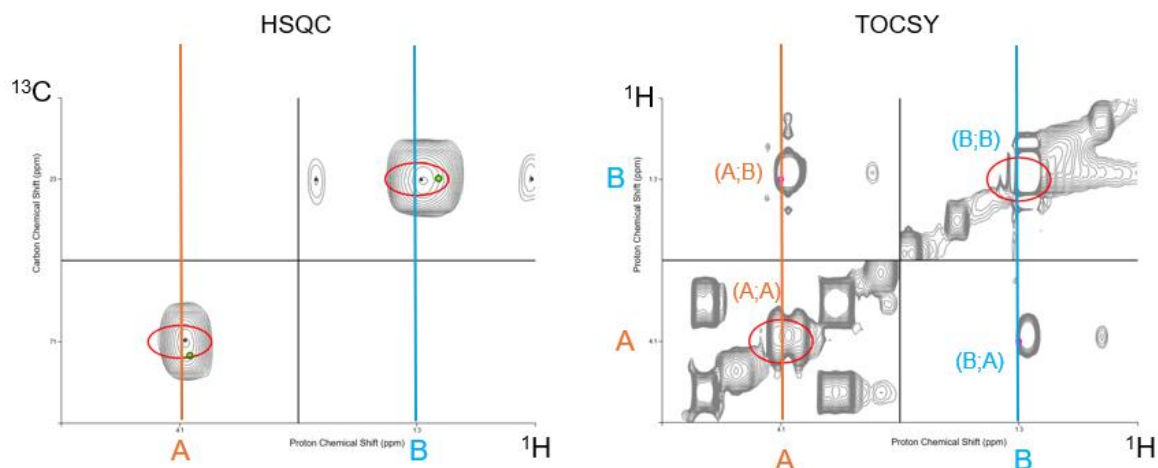 HSQC
TOCSY
13C
1H
B
(A;B)
(B;B)
Carbon Chemical Shift (ppm)
23
Proton Chemical Shift (ppm)
1.3
(A;A)
A
71
4.1
(B;A)
4.1
1.3
4.1
1.3
Proton Chemical Shift (ppm)
1H
Proton Chemical Shift (ppm)
1H
A
B
A
B